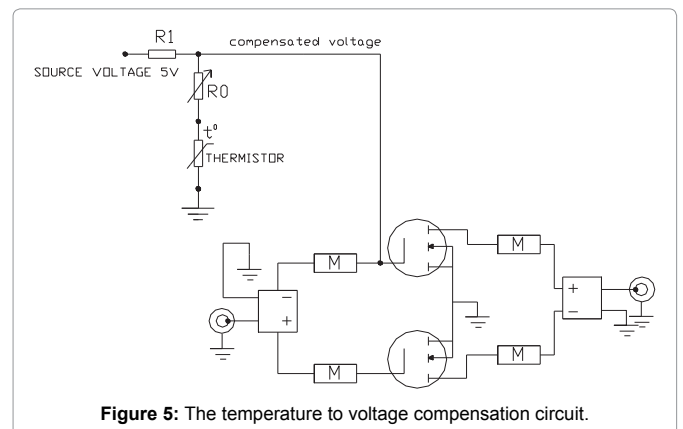 R1
compensated voltage
SOURCE VOLTAGE 5V
R0
t°
THERMISTOR
M
M
+
−
−
+
M
M
Figure 5: The temperature to voltage compensation circuit.